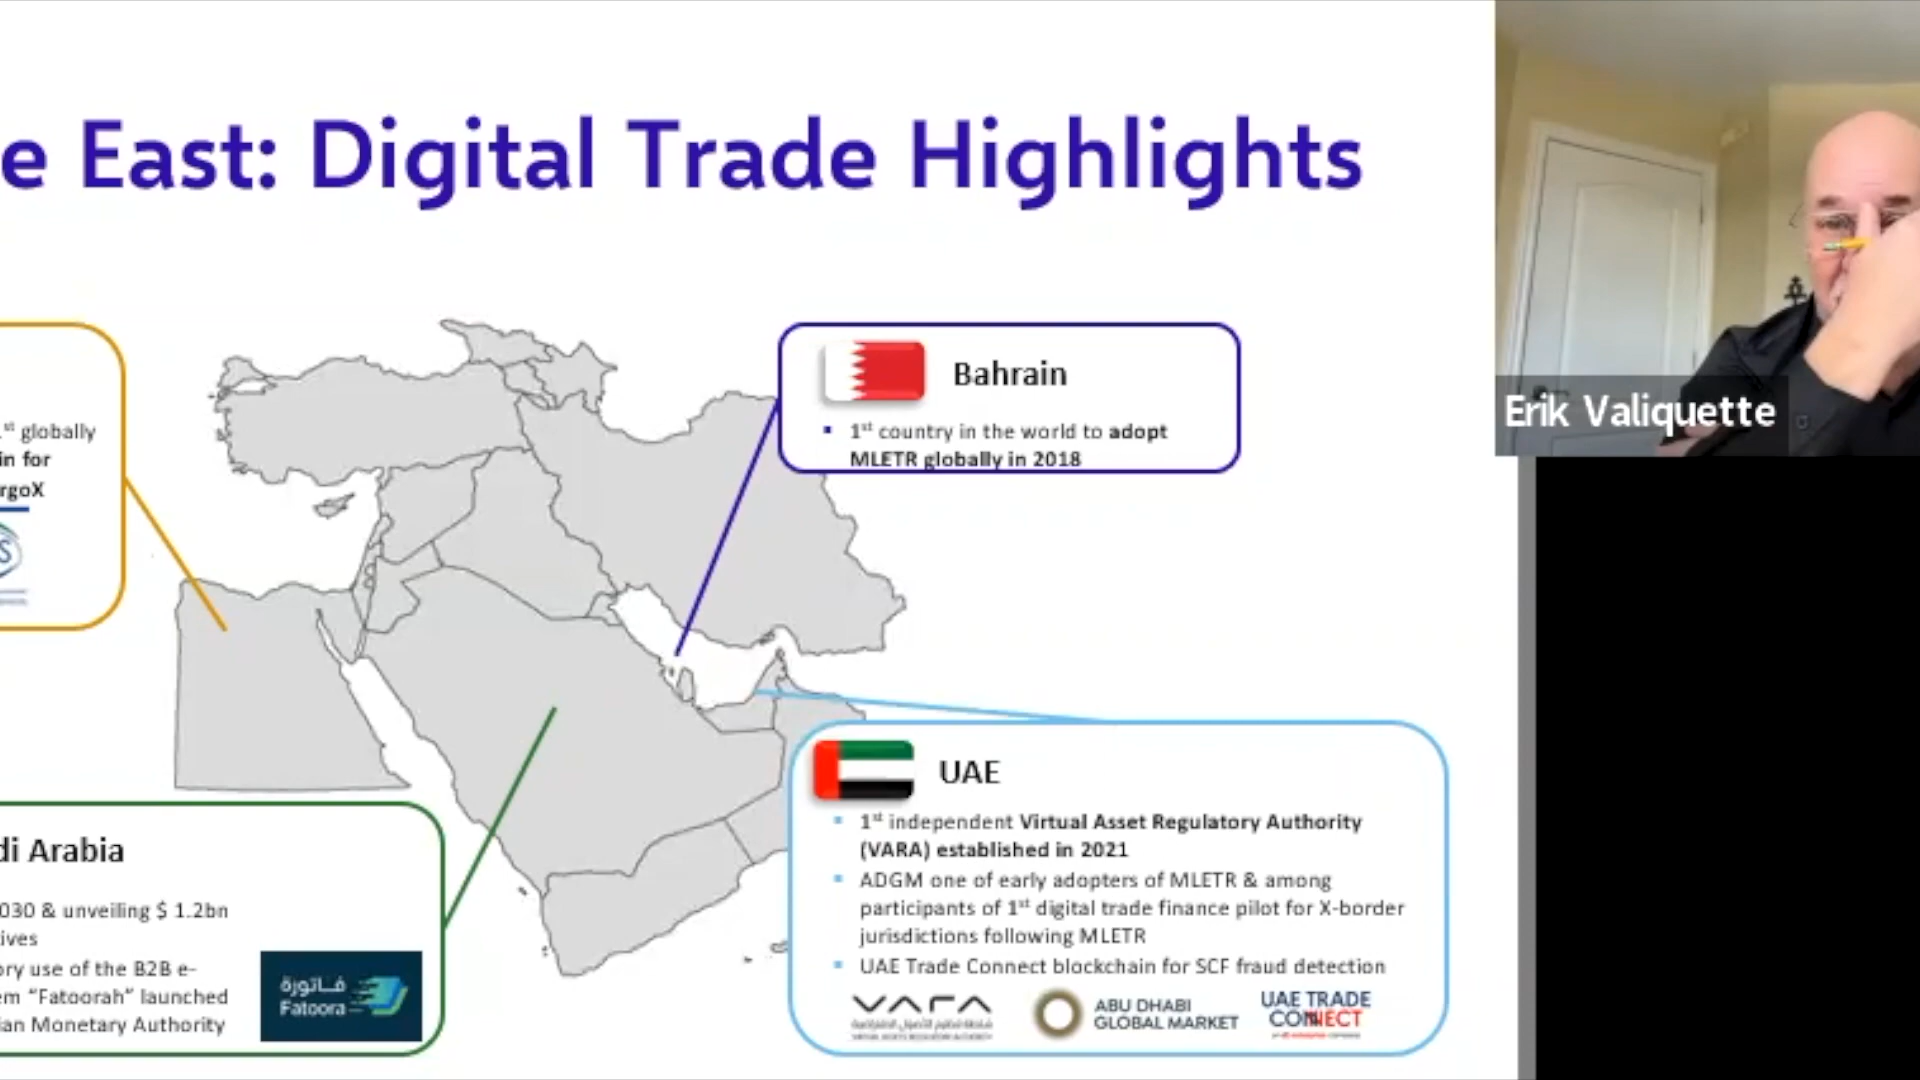 e East: Digital Trade Highlights
Erik Valiquette
1st globally
in for
rgoX
S
Bahrain
1st country in the world to adopt
MLETR globally in 2018
UAE
1st independent Virtual Asset Regulatory Authority
(VARA) established in 2021
ADGM one of early adopters of MLETR & among
participants of 1st digital trade finance pilot for X-border
jurisdictions following MLETR
UAE Trade Connect blockchain for SCF fraud detection
VARA
ABU DHABI
GLOBAL MARKET
UAE TRADE
CONNECT
di Arabia
030 & unveiling $ 1.2bn
ives
ory use of the B2B e-
em “Fatoorah” launched
ian Monetary Authority
فـاتورة
Fatoora